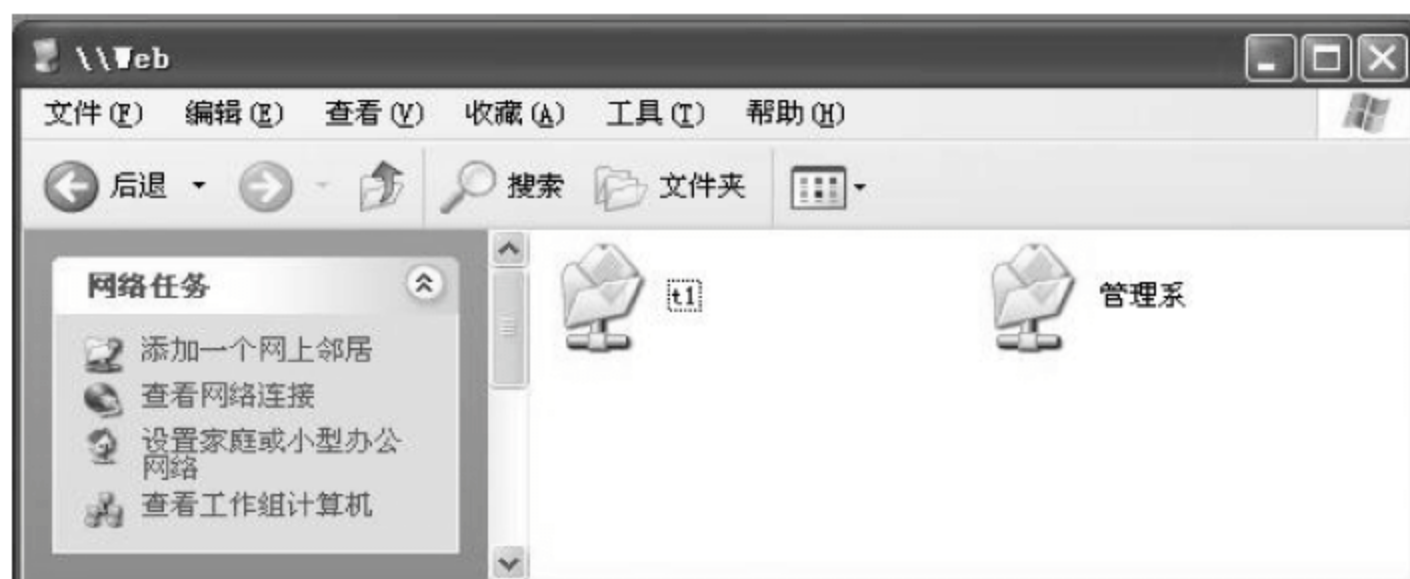 \\Web
文件(F) 编辑(E) 查看(V) 收藏(A) 工具(T) 帮助(H)
后退 搜索 文件夹
网络任务
添加一个网上邻居
查看网络连接
设置家庭或小型办公
网络
查看工作组计算机
t1
管理系